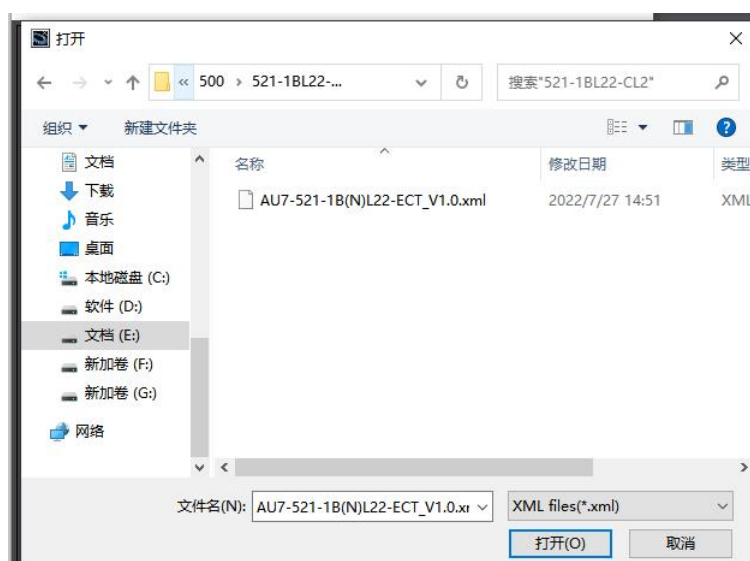 打开
« 500 › 521-1BL22-...
搜索"521-1BL22-CL2"
组织
新建文件夹
名称
修改日期
类型
AU7-521-1B(N)L22-ECT_V1.0.xml
2022/7/27 14:51
XML
文档
下载
音乐
桌面
本地磁盘 (C:)
软件 (D:)
文档 (E:)
新加卷 (F:)
新加卷 (G:)
网络
文件名(N):
AU7-521-1B(N)L22-ECT_V1.0.xr
XML files(*.xml)
打开(O)
取消